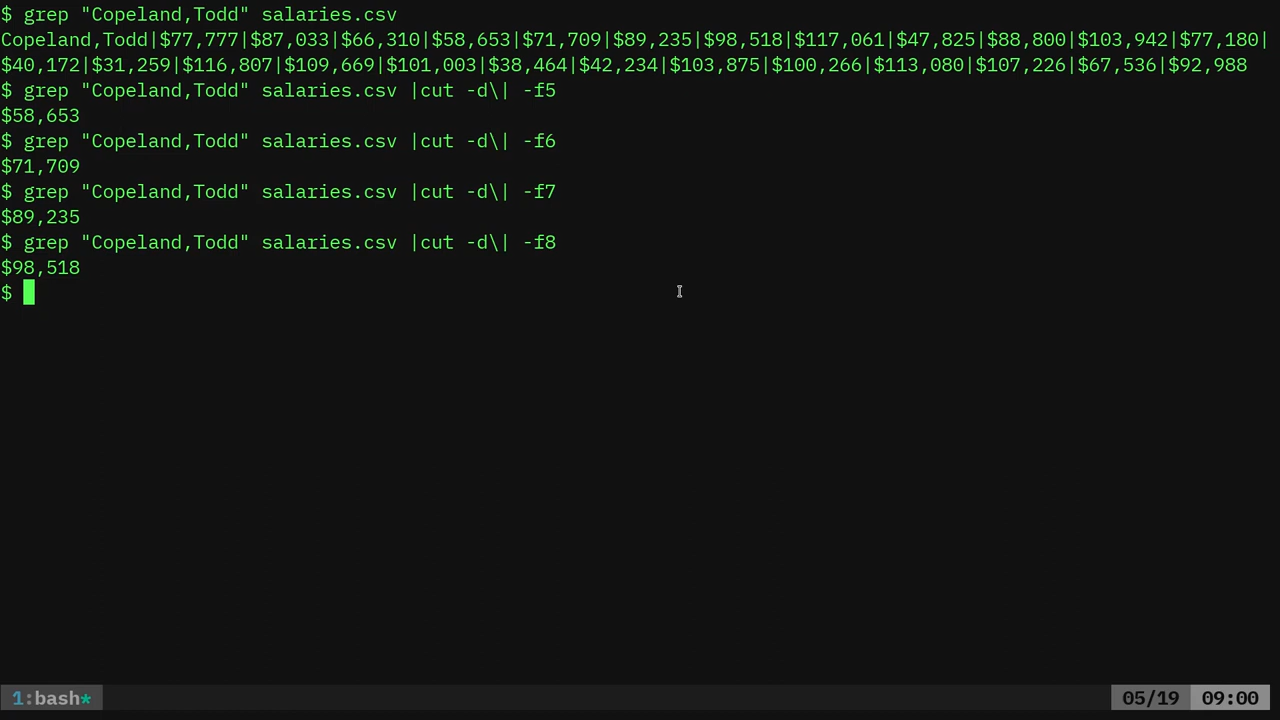 $ grep "Copeland,Todd" salaries.csv
Copeland,Todd|$77,777|$87,033|$66,310|$58,653|$71,709|$89,235|$98,518|$117,061|$47,825|$88,800|$103,942|$77,180|
$40,172|$31,259|$116,807|$109,669|$101,003|$38,464|$42,234|$103,875|$100,266|$113,080|$107,226|$67,536|$92,988
$ grep "Copeland,Todd" salaries.csv |cut -d\| -f5
$58,653
$ grep "Copeland,Todd" salaries.csv |cut -d\| -f6
$71,709
$ grep "Copeland,Todd" salaries.csv |cut -d\| -f7
$89,235
$ grep "Copeland,Todd" salaries.csv |cut -d\| -f8
$98,518
$
1:bash* 05/19 09:00